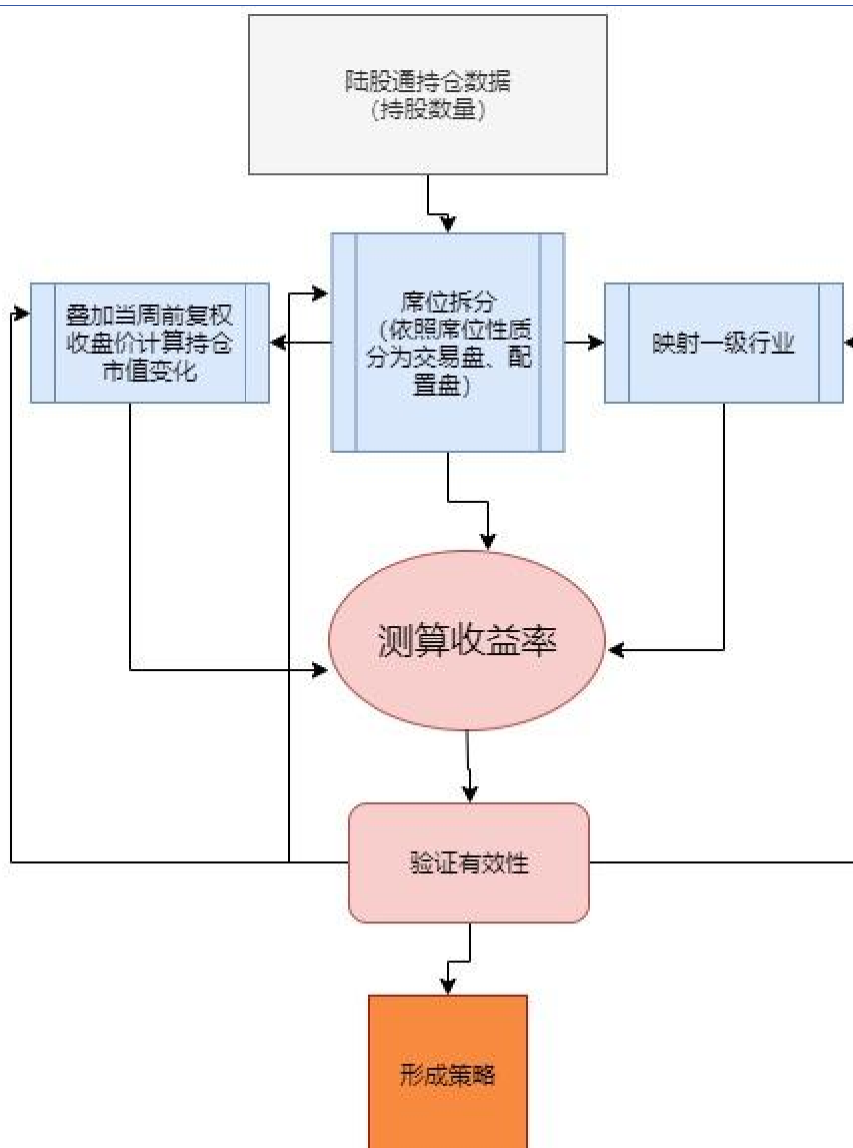 陆股通持仓数据
（持股数量）
叠加当周前复权
收盘价计算持仓
市值变化
席位拆分
（依照席位性质
分为交易盘、配
置盘）
映射一级行业
测算收益率
验证有效性
形成策略